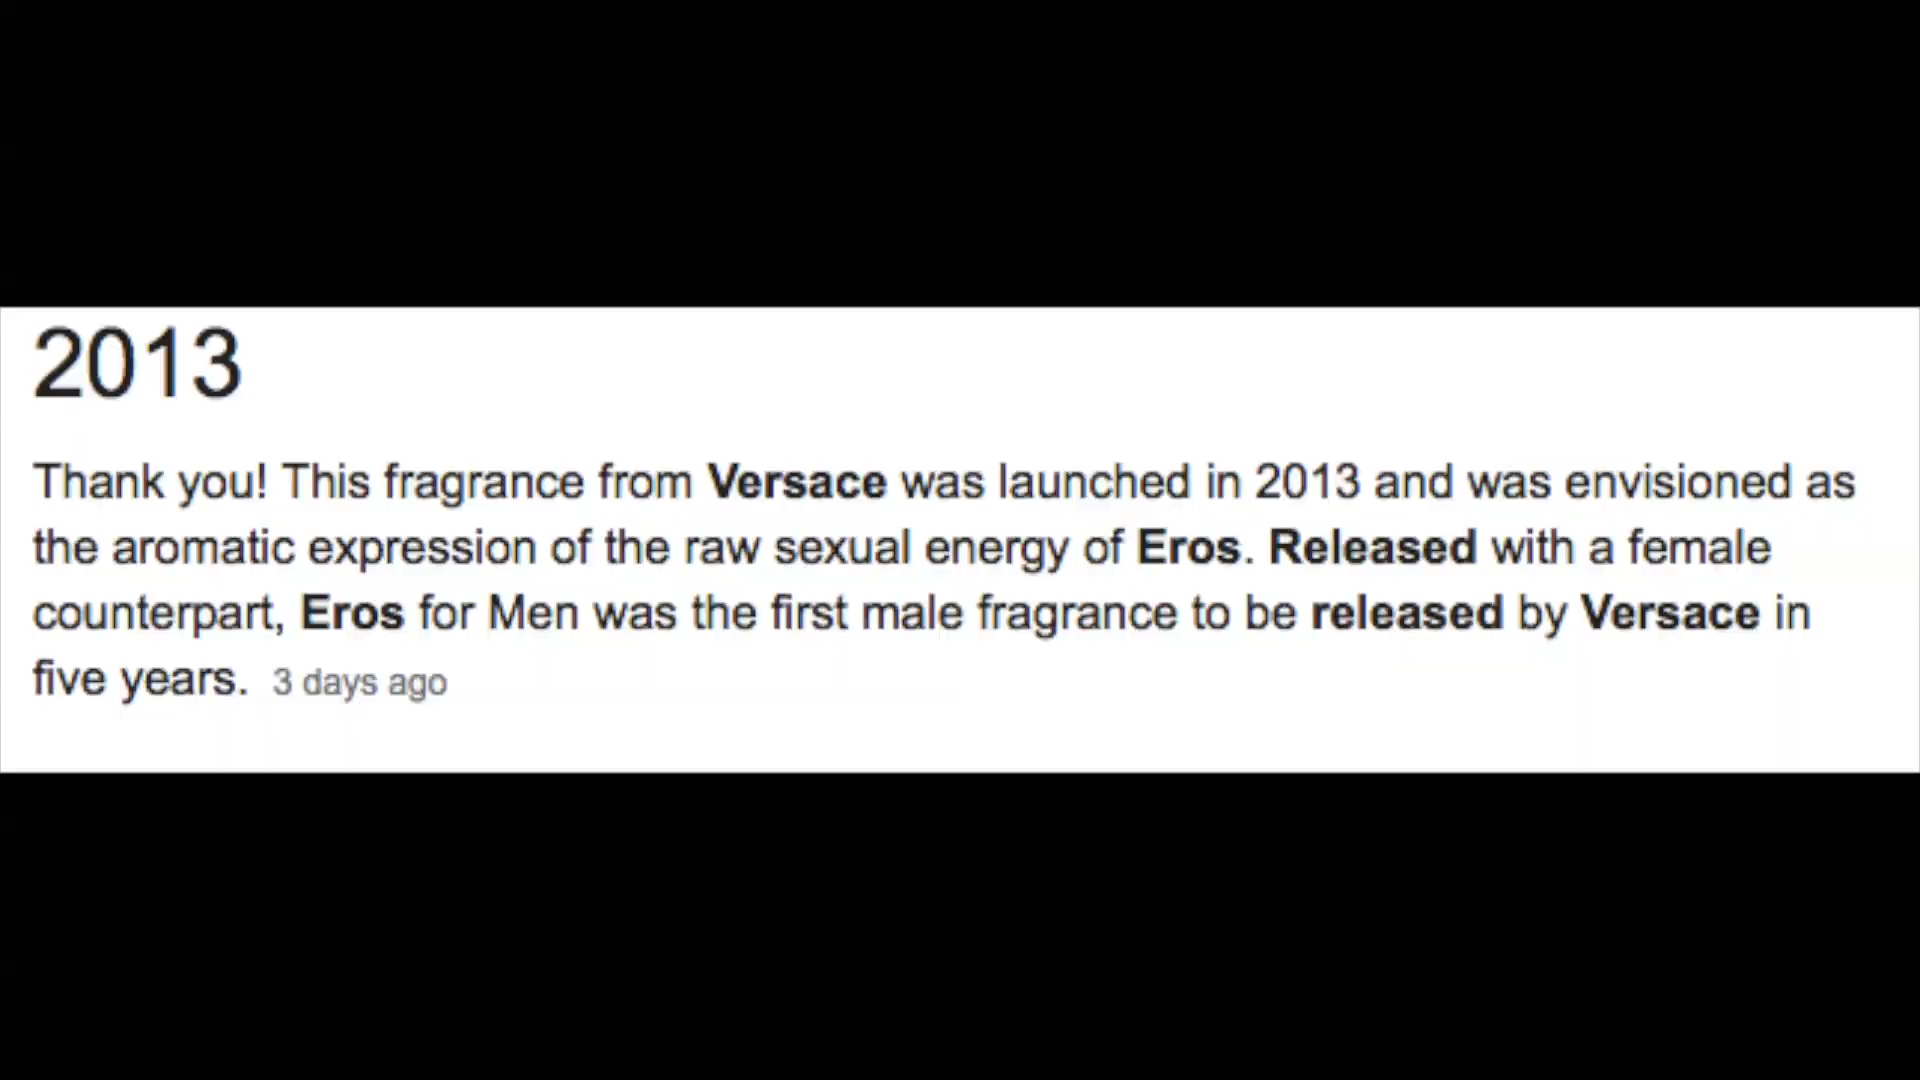 2013
Thank you! This fragrance from Versace was launched in 2013 and was envisioned as
the aromatic expression of the raw sexual energy of Eros. Released with a female
counterpart, Eros for Men was the first male fragrance to be released by Versace in
five years. 3 days ago